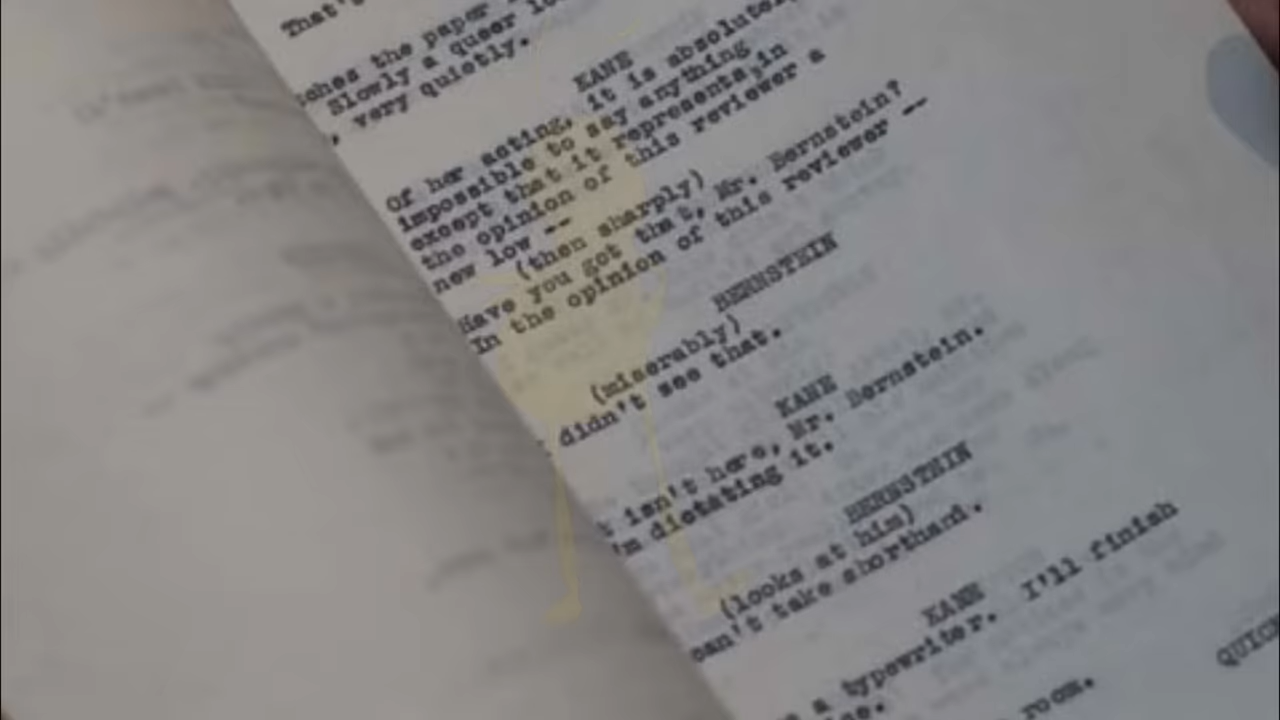 That's
ches the paper
Slowly a queer
, very quietly.
KANE
Of her acting, it is absolutely
impossible to say anything
except that it represents,in
the opinion of this reviewer a
new low --
(then sharply)
Have you got that, Mr. Bernstein?
In the opinion of this reviewer --
BERNSTEIN
(miserably)
didn't see that.
KANE
t isn't here, Mr. Bernstein.
'm dictating it.
BERNSTEIN
(looks at him)
can't take shorthand.
KANE
a typewriter. I'll finish
QUICK
room.